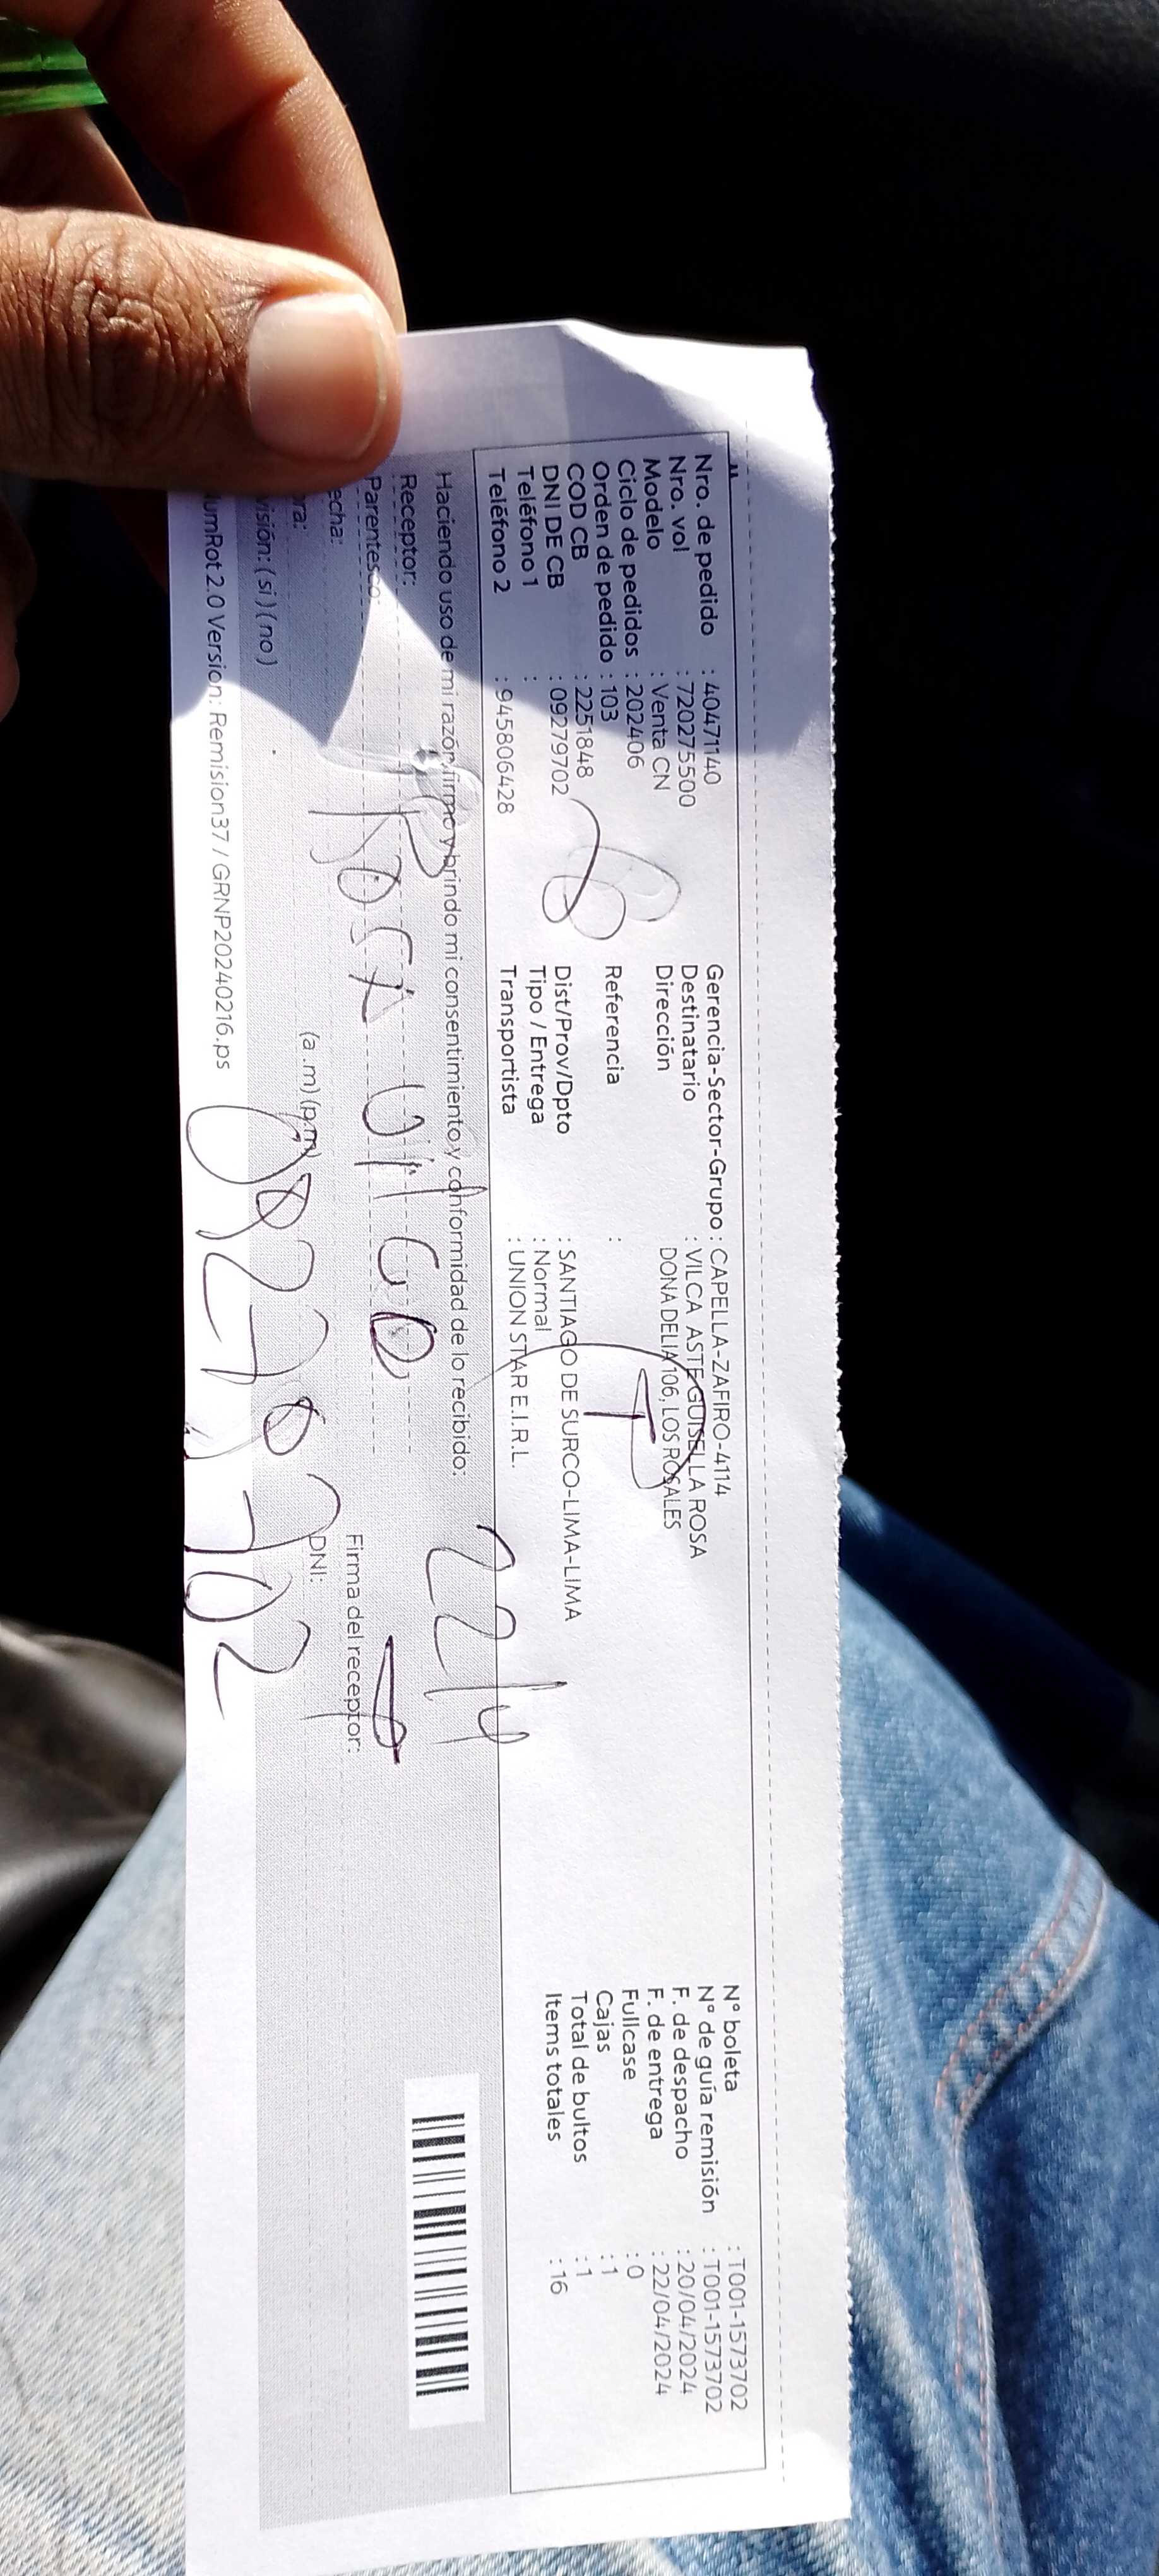 Nro. de pedido : 40471140
Nro. vol : 720275500
Modelo : Venta CN
Ciclo de pedidos : 202406
Orden de pedido : 103
COD CB : 2251848
DNI DE CB : 09279702
Teléfono 1 :
Teléfono 2 : 945806428
Gerencia-Sector-Grupo : CAPELLA-ZAFIRO-4114
Destinatario : VILCA ASTE GUISELLA ROSA
Dirección DONA DELIA 106, LOS ROSALES
Referencia :
Dist/Prov/Dpto : SANTIAGO DE SURCO-LIMA-LIMA
Tipo / Entrega : Normal
Transportista : UNION STAR E.I.R.L.
N° boleta : T001-1573702
N° de guía remisión : T001-1573702
F. de despacho : 20/04/2024
F. de entrega : 22/04/2024
Fullcase : 0
Cajas : 1
Total de bultos : 1
Items totales : 16
22/4
Haciendo uso de mi razón, firmo y brindo mi consentimiento y conformidad de lo recibido:
Receptor:
Parentesco:
Rosa
echa:
ora: (a.m) (p.m)
Firma del receptor:
DNI:
visión: ( si ) ( no )
umRot 2.0 Version: Remision37 / GRNP20240216.ps